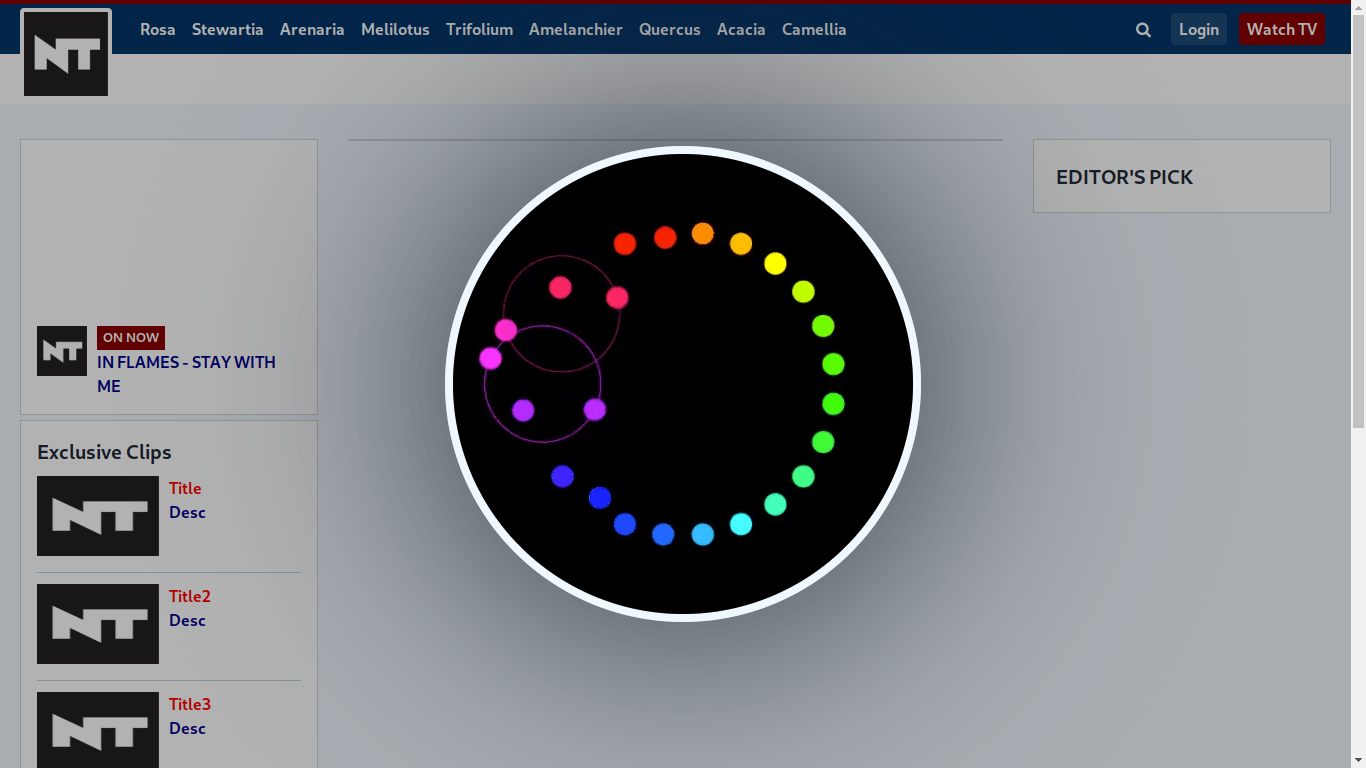 NT
Rosa Stewartia Arenaria Melilotus Trifolium Amelanchier Quercus Acacia Camellia
Login
Watch TV
NT
ON NOW
IN FLAMES - STAY WITH
ME
EDITOR'S PICK
Exclusive Clips
NT
Title
Desc
NT
Title2
Desc
NT
Title3
Desc